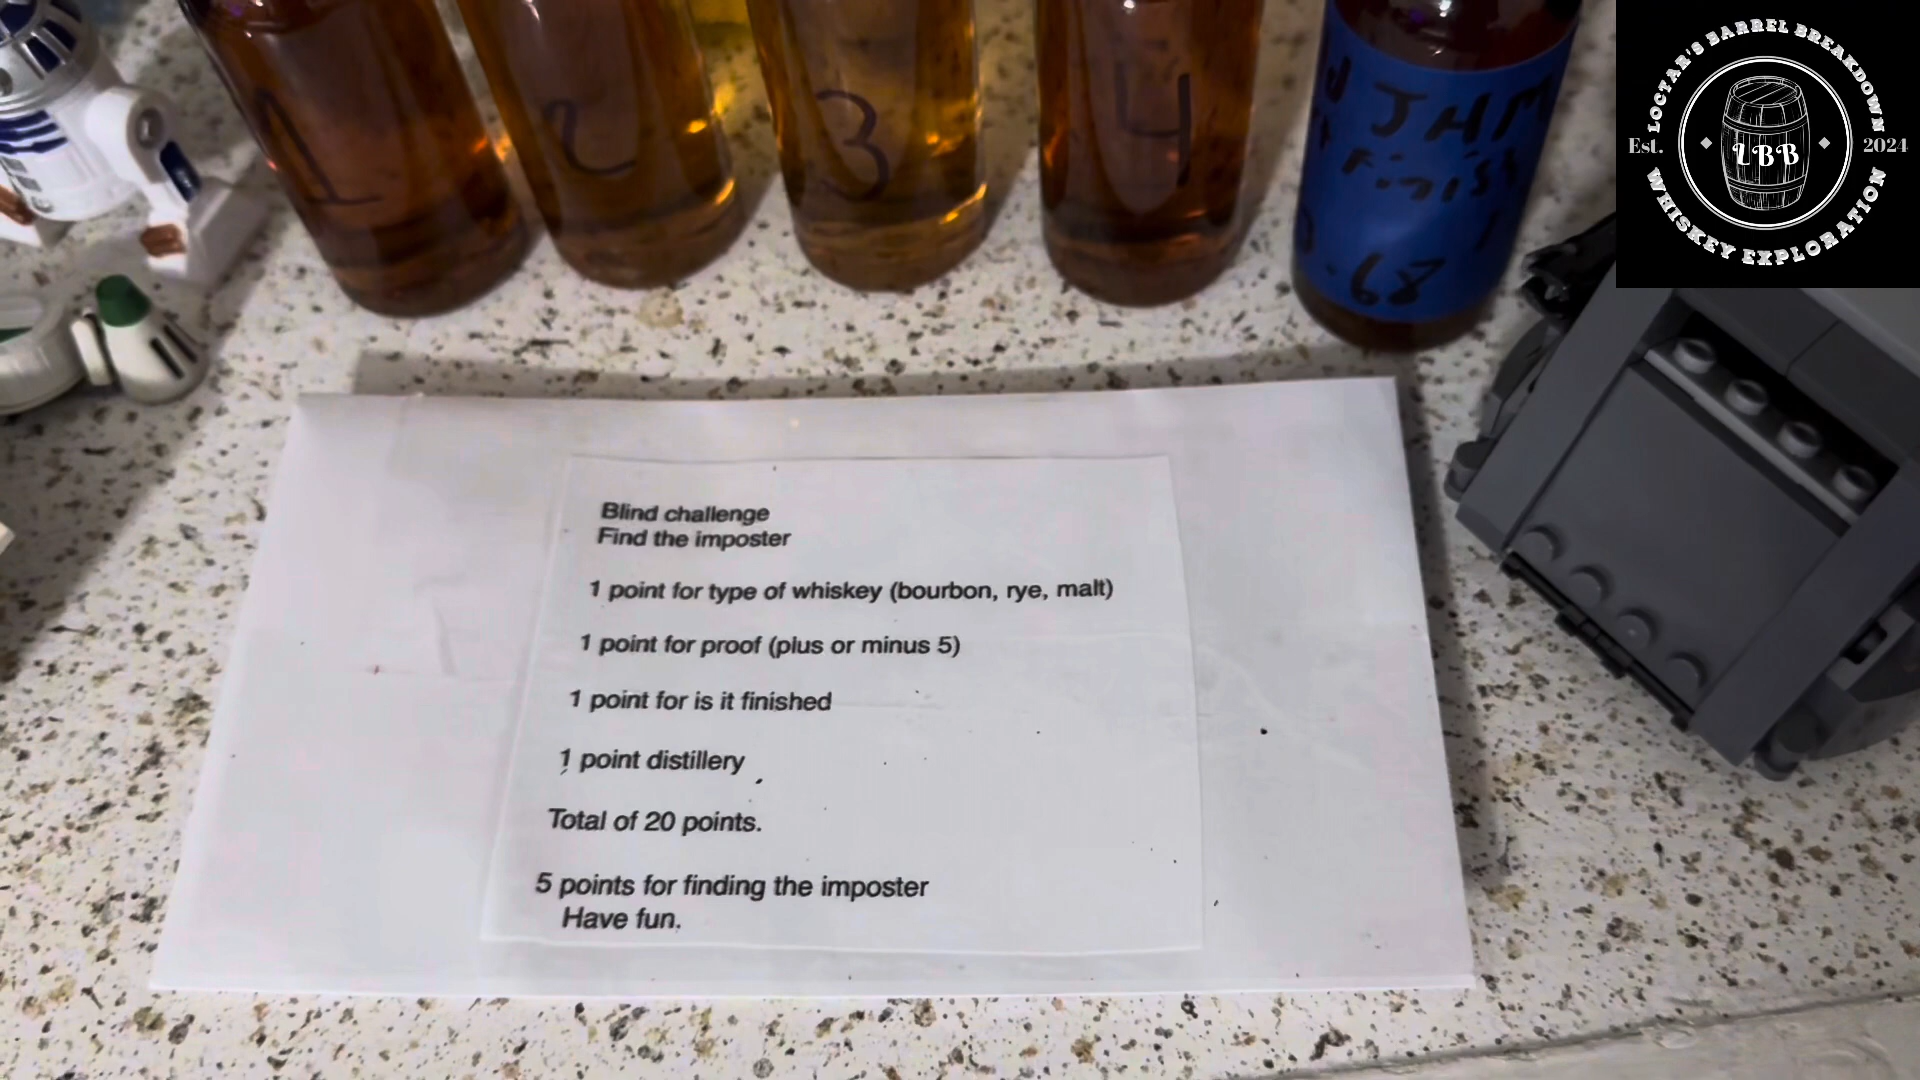 1
2
3
4
JHM
Finish
.68
LOCTAR'S BARREL BREAKDOWN
Est.
LBB
2024
WHISKEY EXPLORATION
Blind challenge
Find the imposter
1 point for type of whiskey (bourbon, rye, malt)
1 point for proof (plus or minus 5)
1 point for is it finished
1 point distillery
Total of 20 points.
5 points for finding the imposter
Have fun.